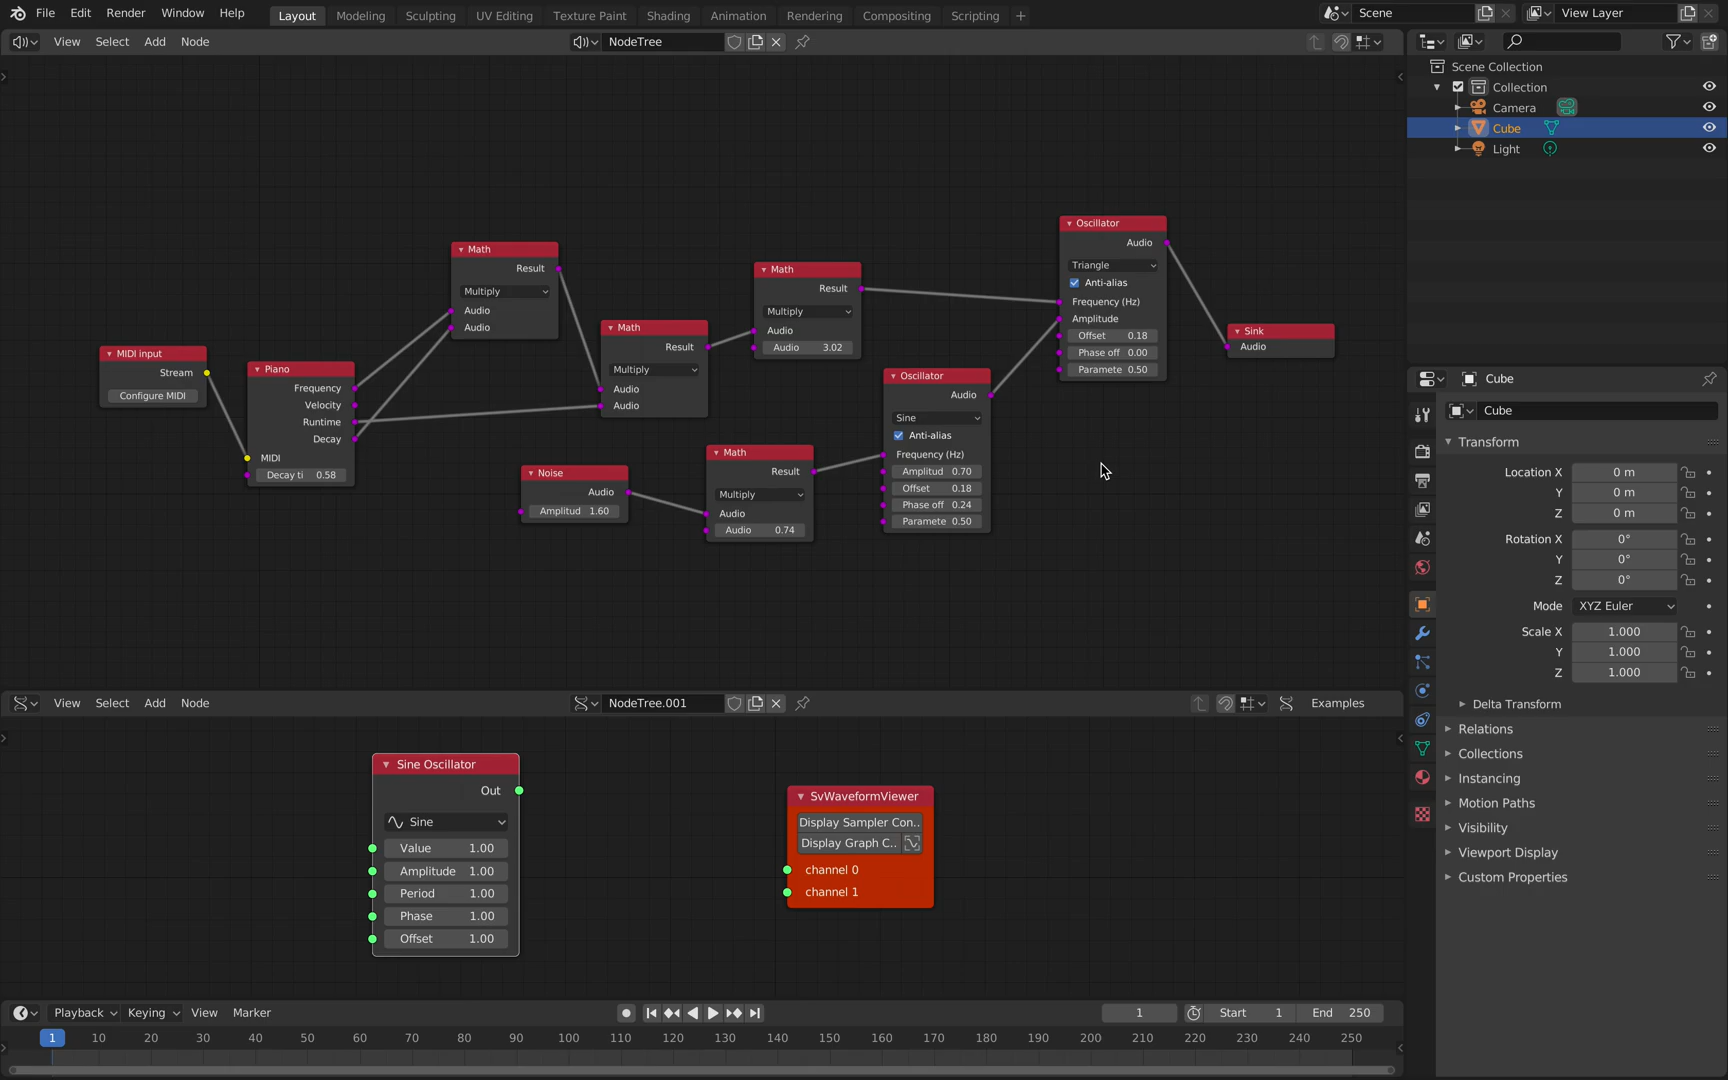 File Edit Render Window Help
Layout Modeling Sculpting UV Editing Texture Paint Shading Animation Rendering Compositing Scripting +
Scene
View Layer
View Select Add Node
NodeTree
Scene Collection
Collection
Camera
Cube
Light
MIDI input
Stream
Configure MIDI
Piano
Frequency
Velocity
Runtime
Decay
MIDI
Decay ti 0.58
Math
Result
Multiply
Audio
Audio
Math
Result
Multiply
Audio
Audio
Noise
Audio
Amplitud 1.60
Math
Result
Multiply
Audio
Audio 0.74
Math
Result
Multiply
Audio
Audio 3.02
Oscillator
Audio
Sine
Anti-alias
Frequency (Hz)
Amplitud 0.70
Offset 0.18
Phase off 0.24
Paramete 0.50
Oscillator
Audio
Triangle
Anti-alias
Frequency (Hz)
Amplitude
Offset 0.18
Phase off 0.00
Paramete 0.50
Sink
Audio
Cube
Cube
Transform
Location X 0 m
Y 0 m
Z 0 m
Rotation X 0°
Y 0°
Z 0°
Mode XYZ Euler
Scale X 1.000
Y 1.000
Z 1.000
Delta Transform
Relations
Collections
Instancing
Motion Paths
Visibility
Viewport Display
Custom Properties
View Select Add Node
NodeTree.001
Examples
Sine Oscillator
Out
Sine
Value 1.00
Amplitude 1.00
Period 1.00
Phase 1.00
Offset 1.00
SvWaveformViewer
Display Sampler Con..
Display Graph C..
channel 0
channel 1
Playback Keying View Marker
1
Start 1
End 250
1 10 20 30 40 50 60 70 80 90 100 110 120 130 140 150 160 170 180 190 200 210 220 230 240 250